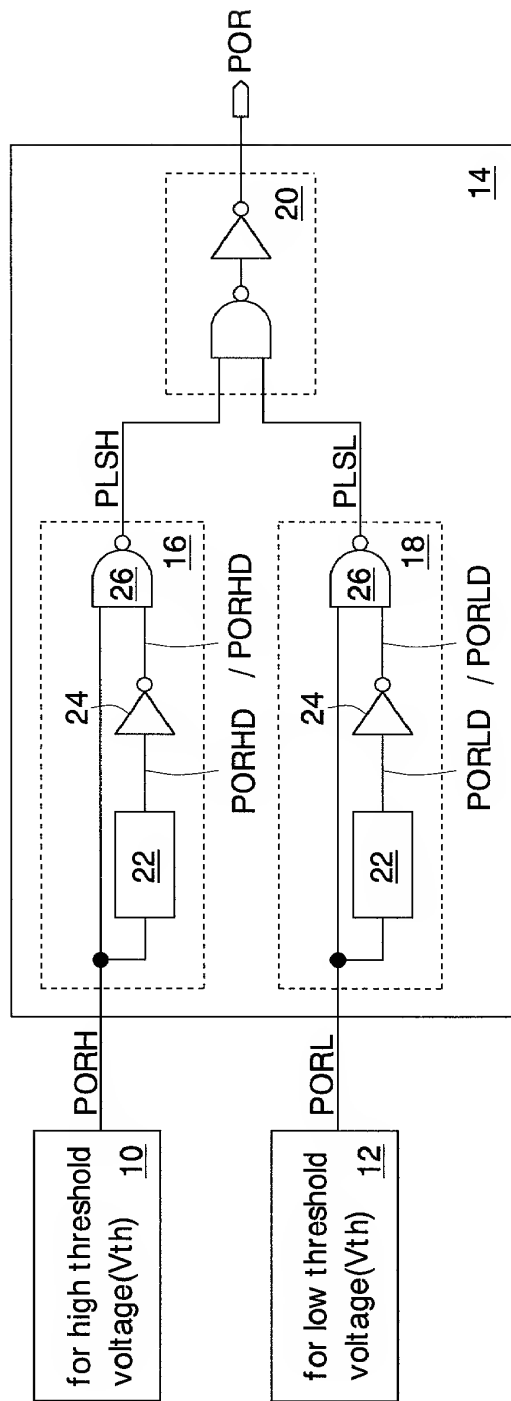 for high threshold
voltage(Vth)
10
PORH
22
24
PORHD
/ PORHD
26
16
PLSH
for low threshold
voltage(Vth)
12
PORL
22
24
PORLD
/ PORLD
26
18
PLSL
20
14
POR